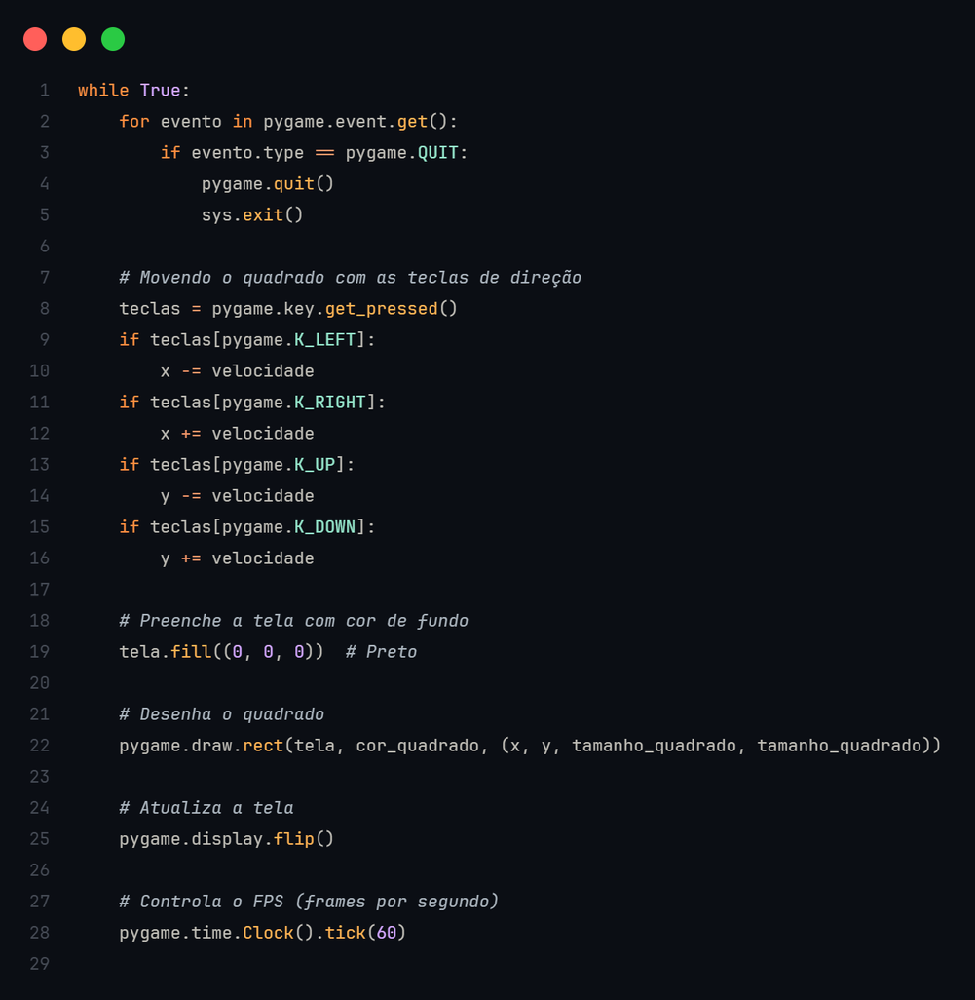 1 while True:
2     for evento in pygame.event.get():
3         if evento.type == pygame.QUIT:
4             pygame.quit()
5             sys.exit()
6
7     # Movendo o quadrado com as teclas de direção
8     teclas = pygame.key.get_pressed()
9     if teclas[pygame.K_LEFT]:
10         x -= velocidade
11     if teclas[pygame.K_RIGHT]:
12         x += velocidade
13     if teclas[pygame.K_UP]:
14         y -= velocidade
15     if teclas[pygame.K_DOWN]:
16         y += velocidade
17
18     # Preenche a tela com cor de fundo
19     tela.fill((0, 0, 0))  # Preto
20
21     # Desenha o quadrado
22     pygame.draw.rect(tela, cor_quadrado, (x, y, tamanho_quadrado, tamanho_quadrado))
23
24     # Atualiza a tela
25     pygame.display.flip()
26
27     # Controla o FPS (frames por segundo)
28     pygame.time.Clock().tick(60)
29